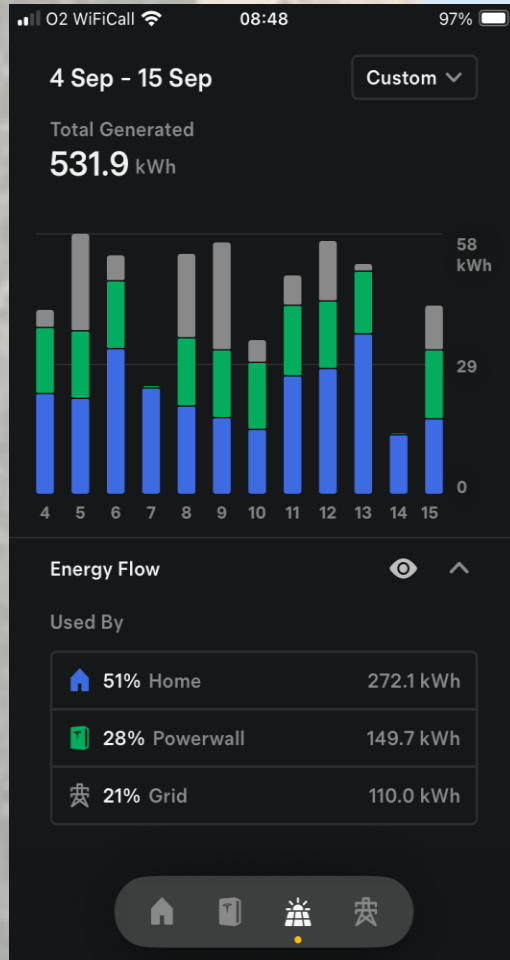 O2 WiFiCall 08:48 97%
4 Sep - 15 Sep Custom
Total Generated
531.9 kWh
58
kWh
29
0
4 5 6 7 8 9 10 11 12 13 14 15
Energy Flow
Used By
51% Home 272.1 kWh
28% Powerwall 149.7 kWh
21% Grid 110.0 kWh